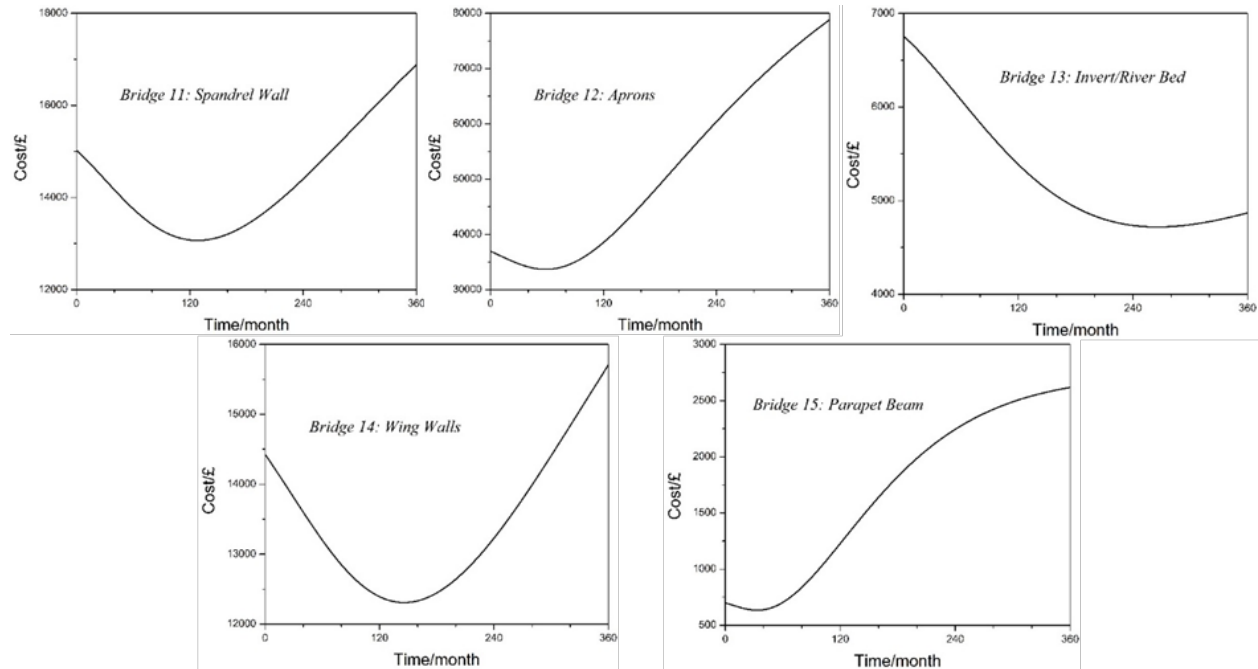 18000
16000
14000
12000
Cost/£
Bridge 11: Spandrel Wall
0 120 240 360
Time/month
80000
70000
60000
50000
40000
30000
Cost/£
Bridge 12: Aprons
0 120 240 360
Time/month
7000
6000
5000
4000
Cost/£
Bridge 13: Invert/River Bed
0 120 240 360
Time/month
16000
15000
14000
13000
12000
Cost/£
Bridge 14: Wing Walls
0 120 240 360
Time/month
3000
2500
2000
1500
1000
500
Cost/£
Bridge 15: Parapet Beam
0 120 240 360
Time/month